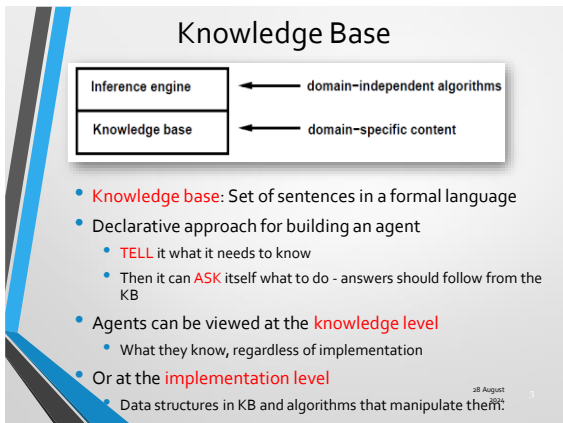 Knowledge Base
Inference engine
domain−independent algorithms
Knowledge base
domain−specific content
Knowledge base: Set of sentences in a formal language
Declarative approach for building an agent
TELL it what it needs to know
Then it can ASK itself what to do - answers should follow from the
KB
Agents can be viewed at the knowledge level
What they know, regardless of implementation
Or at the implementation level
Data structures in KB and algorithms that manipulate them.
28 August
2024
3